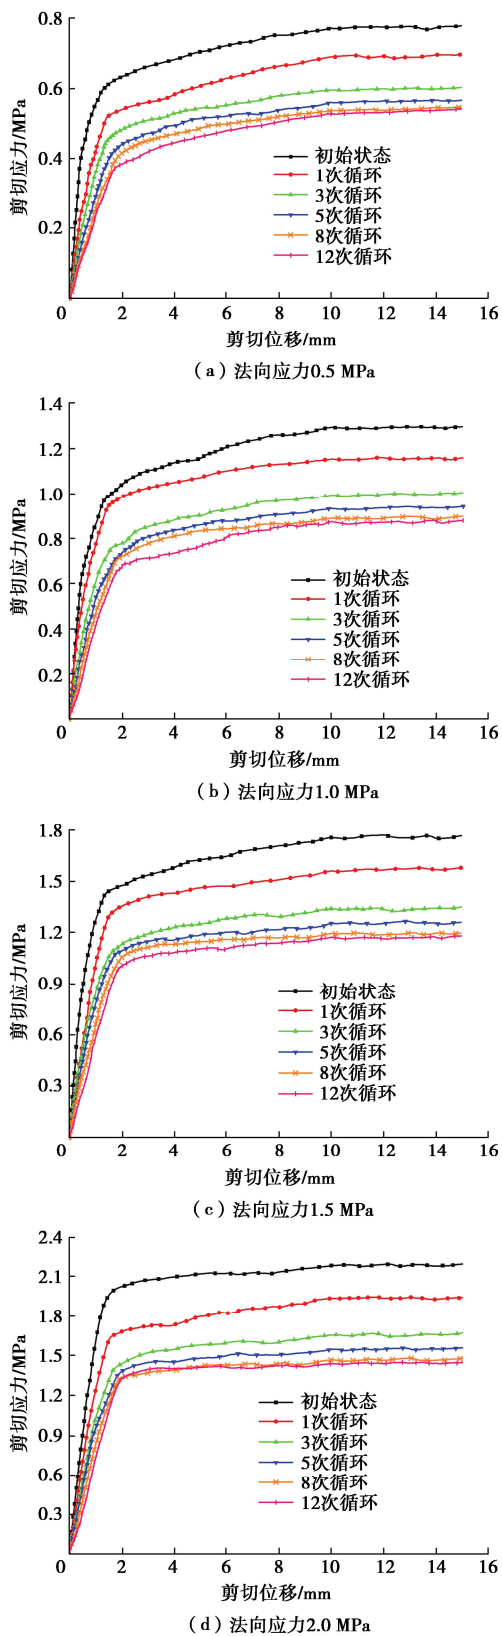 0.8
0.6
0.4
0.2
0
2
4
6
8
10
12
14
16
剪切应力/MPa
初始状态
1次循环
3次循环
5次循环
8次循环
12次循环
剪切位移/mm
（a）法向应力0.5 MPa
1.4
1.2
1.0
0.8
0.6
0.4
0.2
0
2
4
6
8
10
12
14
16
剪切应力/MPa
初始状态
1次循环
3次循环
5次循环
8次循环
12次循环
剪切位移/mm
（b）法向应力1.0 MPa
1.8
1.5
1.2
0.9
0.6
0.3
0
2
4
6
8
10
12
14
16
剪切应力/MPa
初始状态
1次循环
3次循环
5次循环
8次循环
12次循环
剪切位移/mm
（c）法向应力1.5 MPa
2.4
2.1
1.8
1.5
1.2
0.9
0.6
0.3
0
2
4
6
8
10
12
14
16
剪切应力/MPa
初始状态
1次循环
3次循环
5次循环
8次循环
12次循环
剪切位移/mm
（d）法向应力2.0 MPa